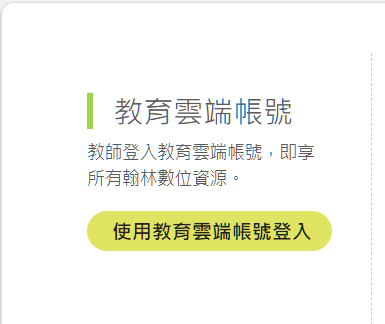 教育雲端帳號
教師登入教育雲端帳號，即享
所有翰林數位資源。
使用教育雲端帳號登入